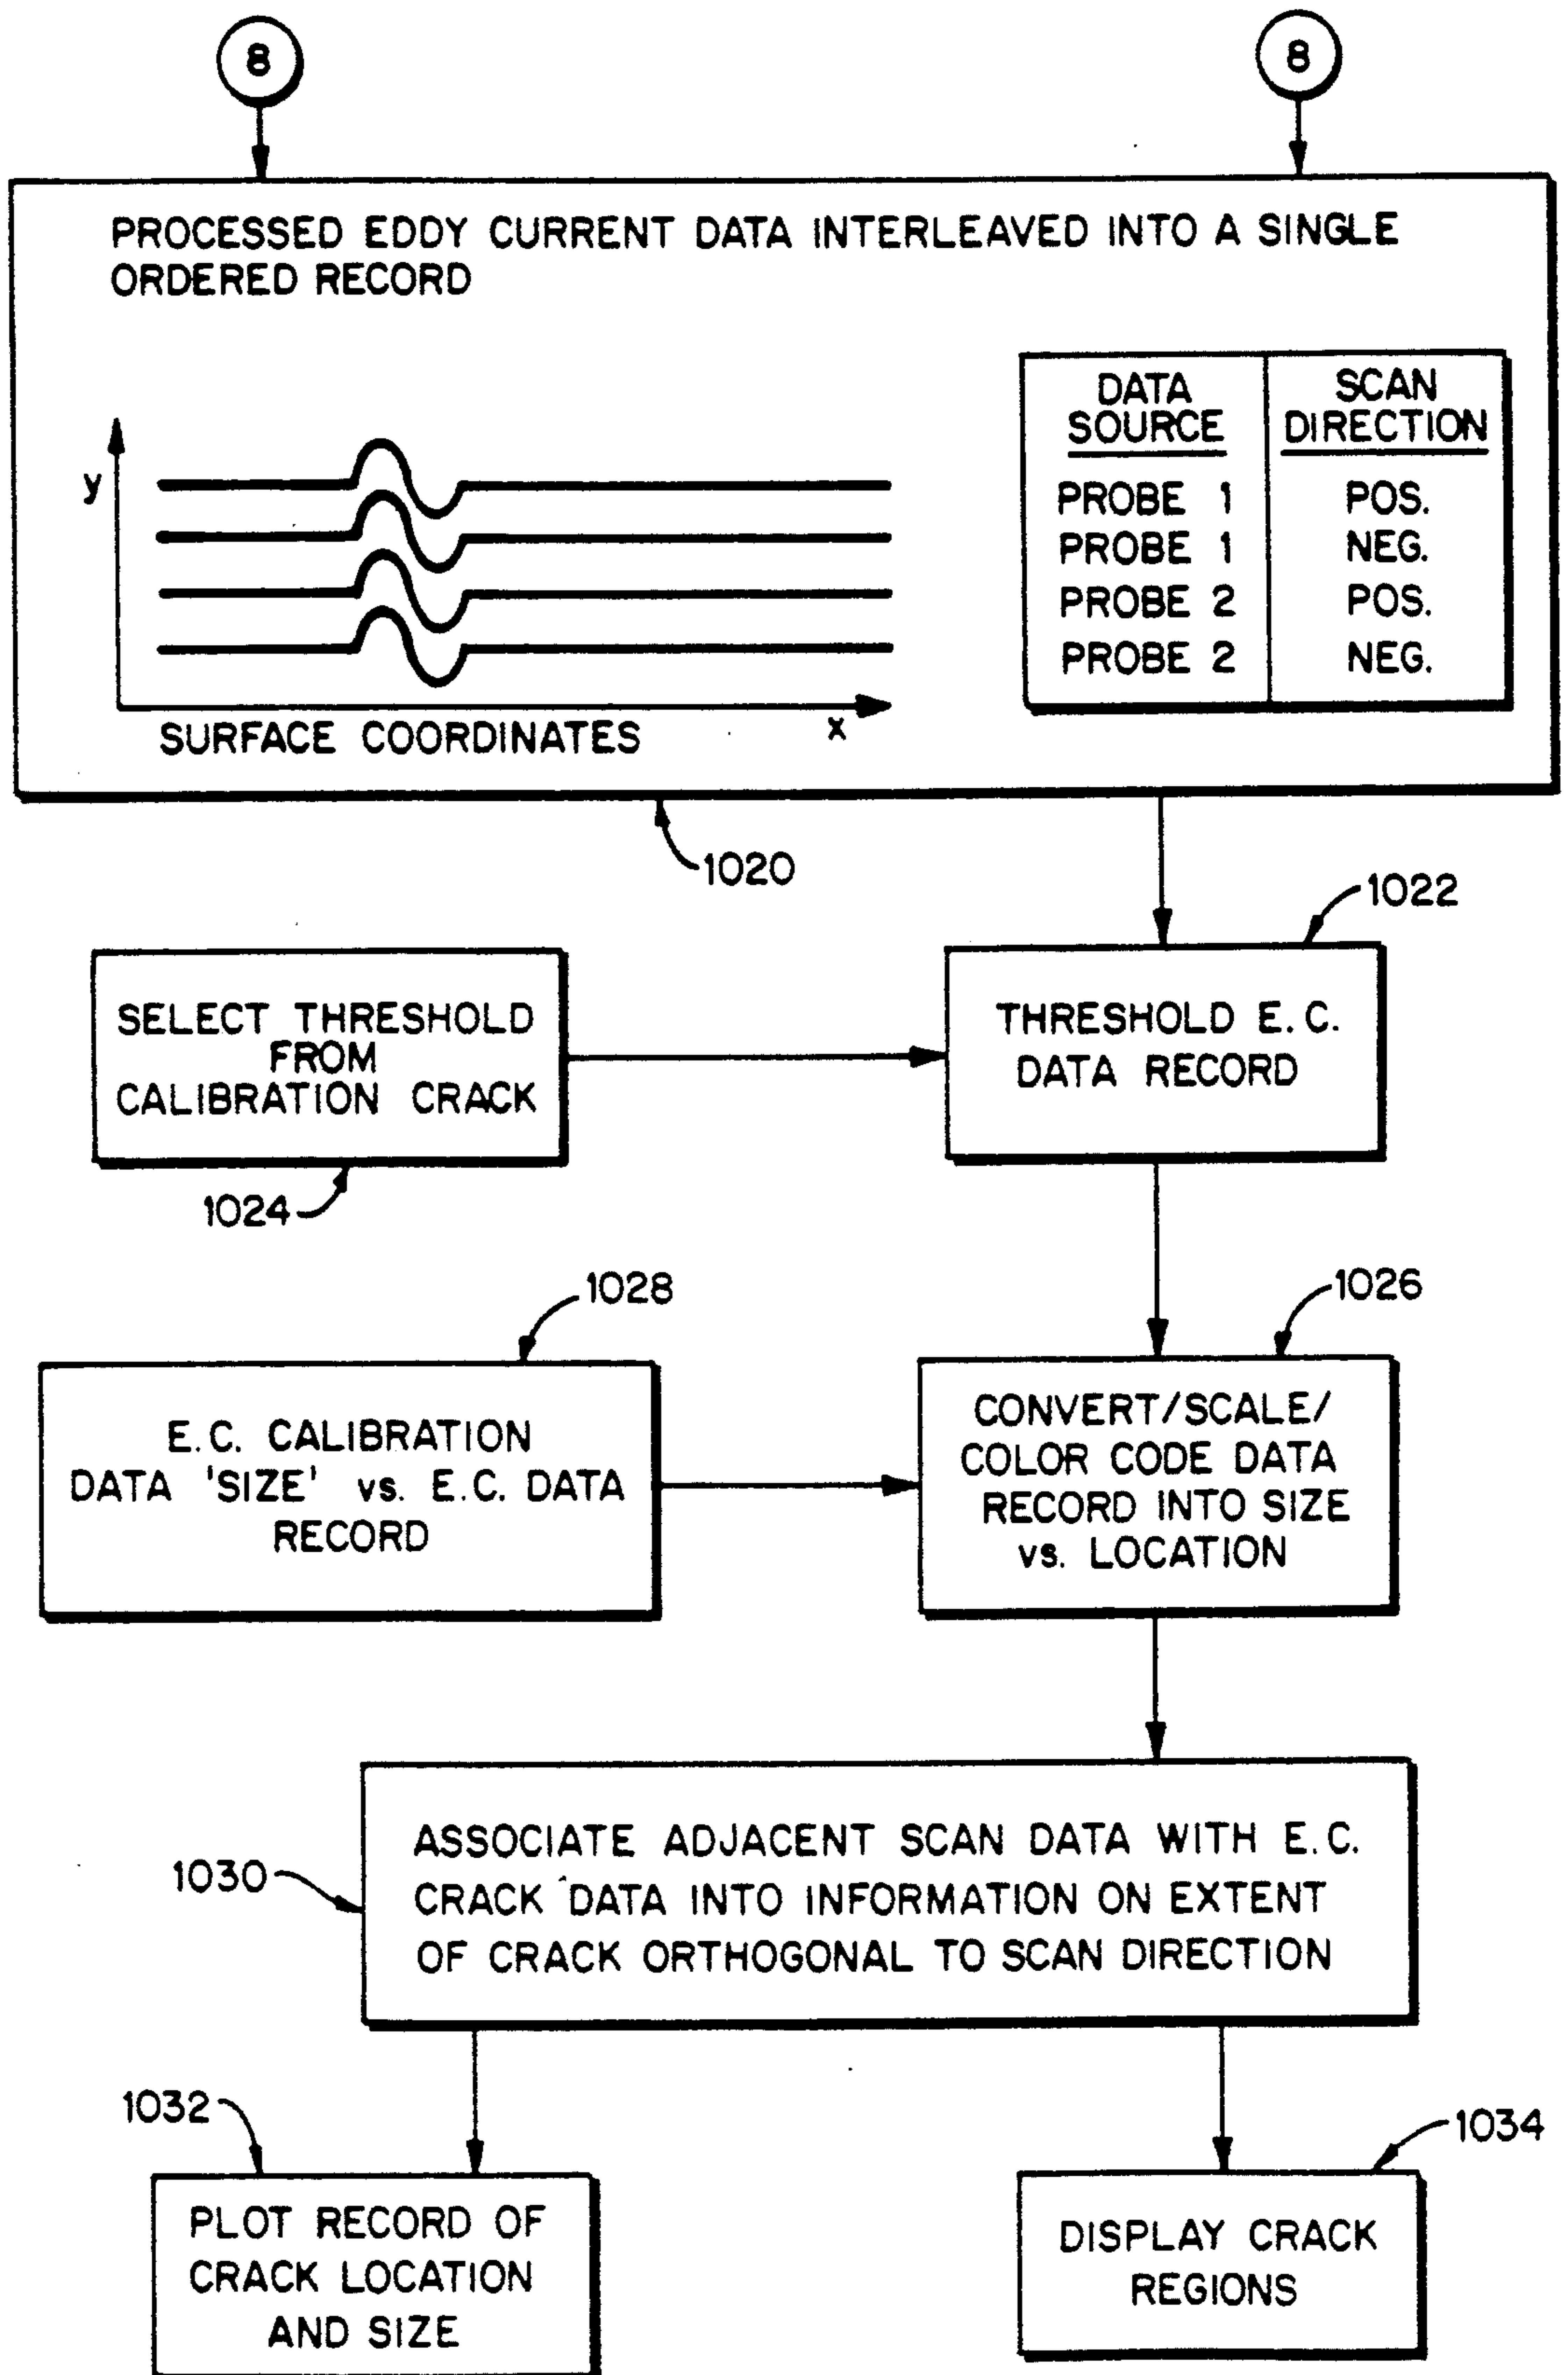 8
8
PROCESSED EDDY CURRENT DATA INTERLEAVED INTO A SINGLE
ORDERED RECORD
DATA
SOURCE
SCAN
DIRECTION
y
PROBE 1
POS.
PROBE 1
NEG.
PROBE 2
POS.
PROBE 2
NEG.
SURFACE COORDINATES
x
1020
1022
SELECT THRESHOLD
FROM
CALIBRATION CRACK
THRESHOLD E.C.
DATA RECORD
1024
1028
1026
E.C. CALIBRATION
DATA 'SIZE' vs. E.C. DATA
RECORD
CONVERT/SCALE/
COLOR CODE DATA
RECORD INTO SIZE
vs. LOCATION
1030
ASSOCIATE ADJACENT SCAN DATA WITH E.C.
CRACK DATA INTO INFORMATION ON EXTENT
OF CRACK ORTHOGONAL TO SCAN DIRECTION
1032
1034
PLOT RECORD OF
CRACK LOCATION
AND SIZE
DISPLAY CRACK
REGIONS